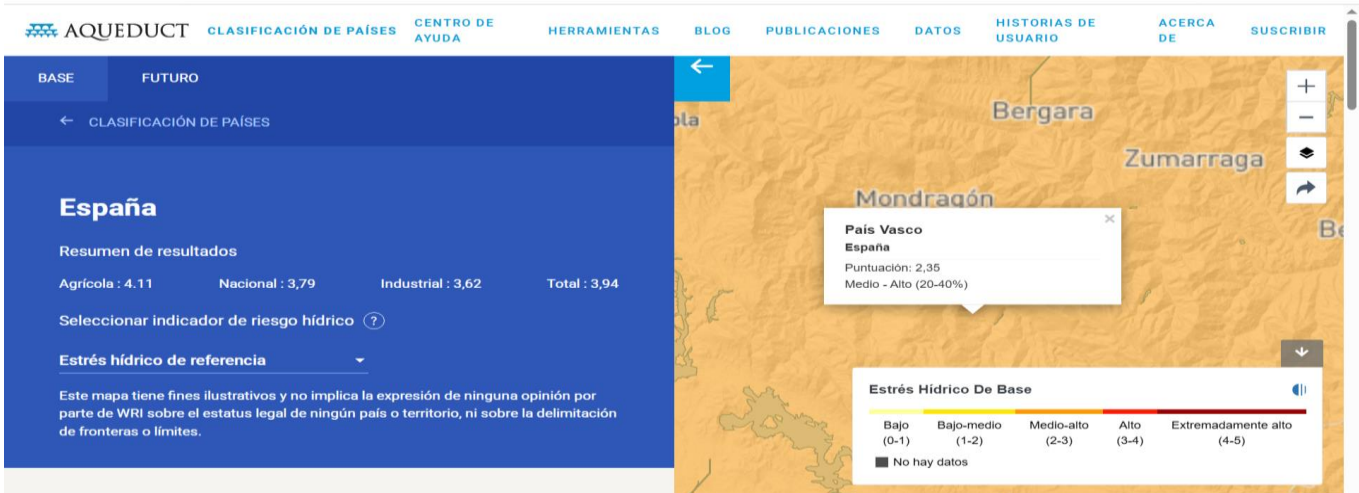 AQUEDUCT
CLASIFICACIÓN DE PAÍSES
CENTRO DE
AYUDA
HERRAMIENTAS
BLOG
PUBLICACIONES
DATOS
HISTORIAS DE
USUARIO
ACERCA
DE
SUSCRIBIR
BASE
FUTURO
← CLASIFICACIÓN DE PAÍSES
España
Resumen de resultados
Agrícola : 4.11
Nacional : 3,79
Industrial : 3,62
Total : 3,94
Seleccionar indicador de riesgo hídrico ?
Estrés hídrico de referencia
Este mapa tiene fines ilustrativos y no implica la expresión de ninguna opinión por
parte de WRI sobre el estatus legal de ningún país o territorio, ni sobre la delimitación
de fronteras o límites.
ola
Bergara
Zumarraga
Mondragón
Be
País Vasco
España
Puntuación: 2,35
Medio - Alto (20-40%)
Estrés Hídrico De Base
Bajo
(0-1)
Bajo-medio
(1-2)
Medio-alto
(2-3)
Alto
(3-4)
Extremadamente alto
(4-5)
No hay datos